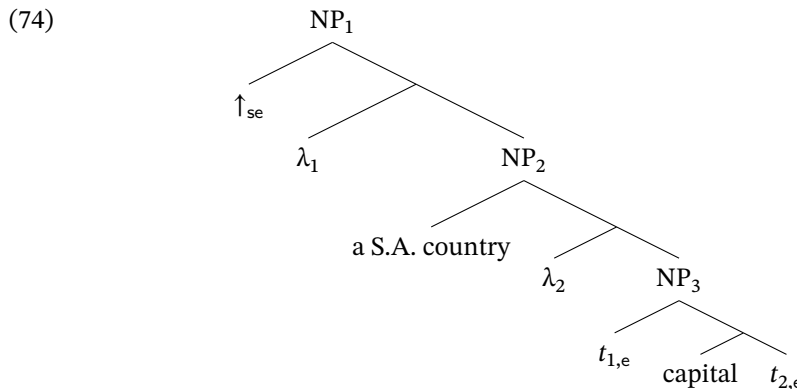 (74)
NP₁
↑se
λ₁
NP₂
a S.A. country
λ₂
NP₃
t₁,e
capital
t₂,e